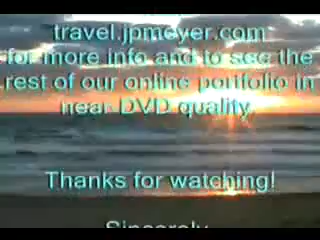 travel.jpmeyer.com
for more info and to see the
rest of our online portfolio in
near DVD quality.
Thanks for watching!
Sincerely